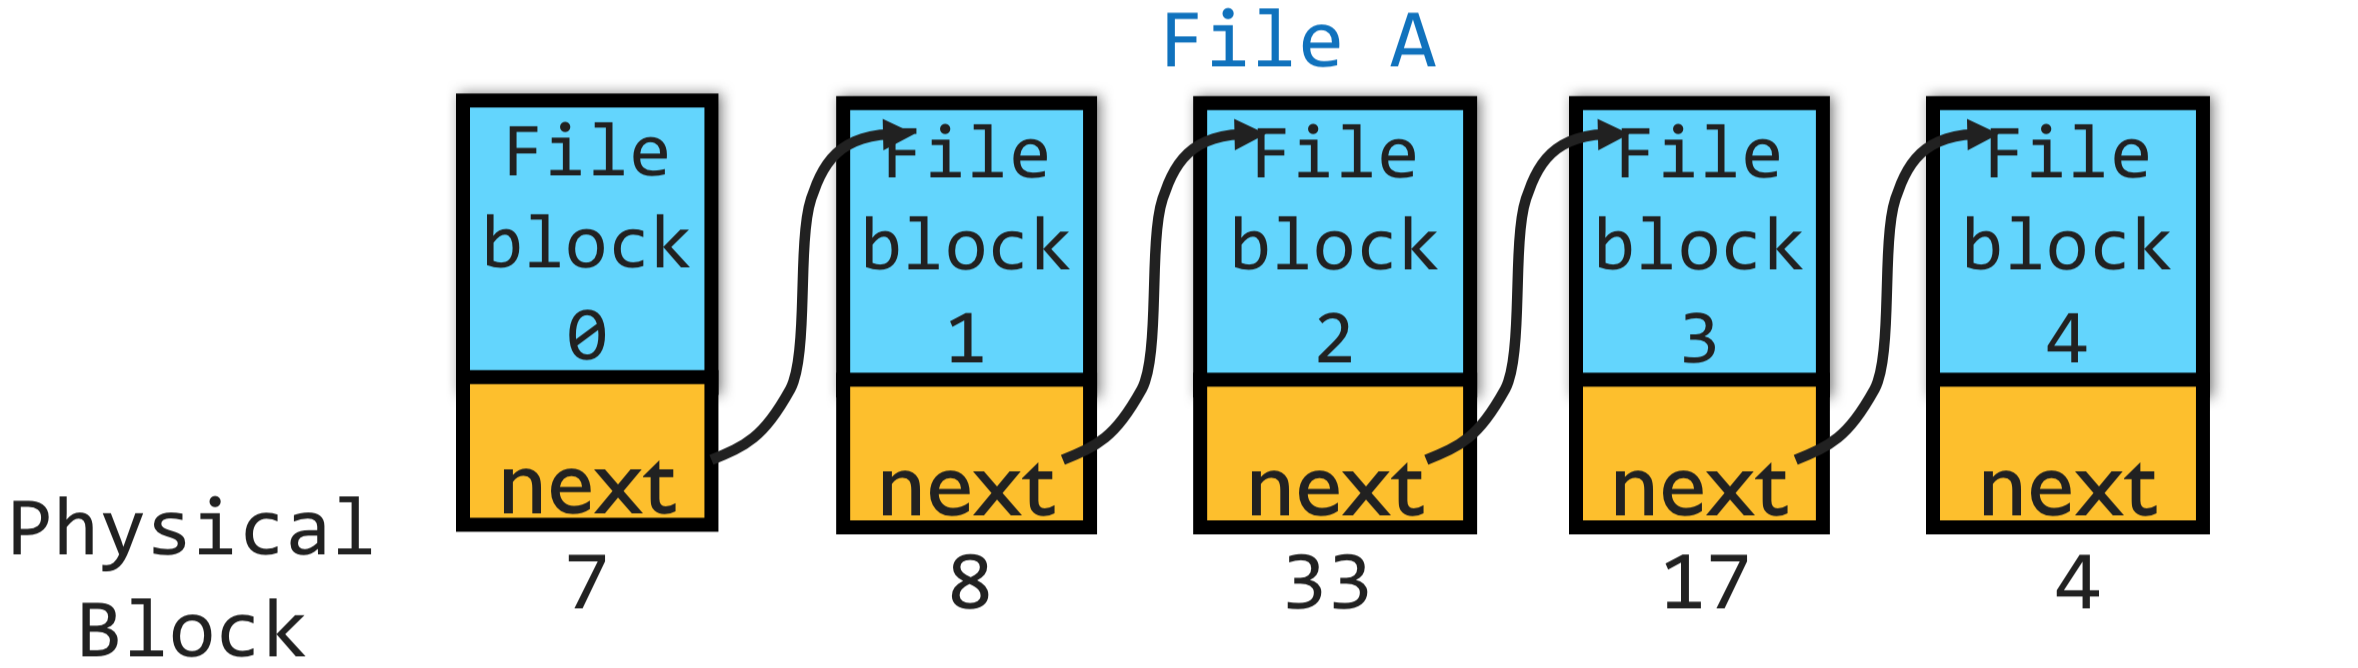 File A
File
block
0
next
File
block
1
next
File
block
2
next
File
block
3
next
File
block
4
next
Physical
Block
7
8
33
17
4